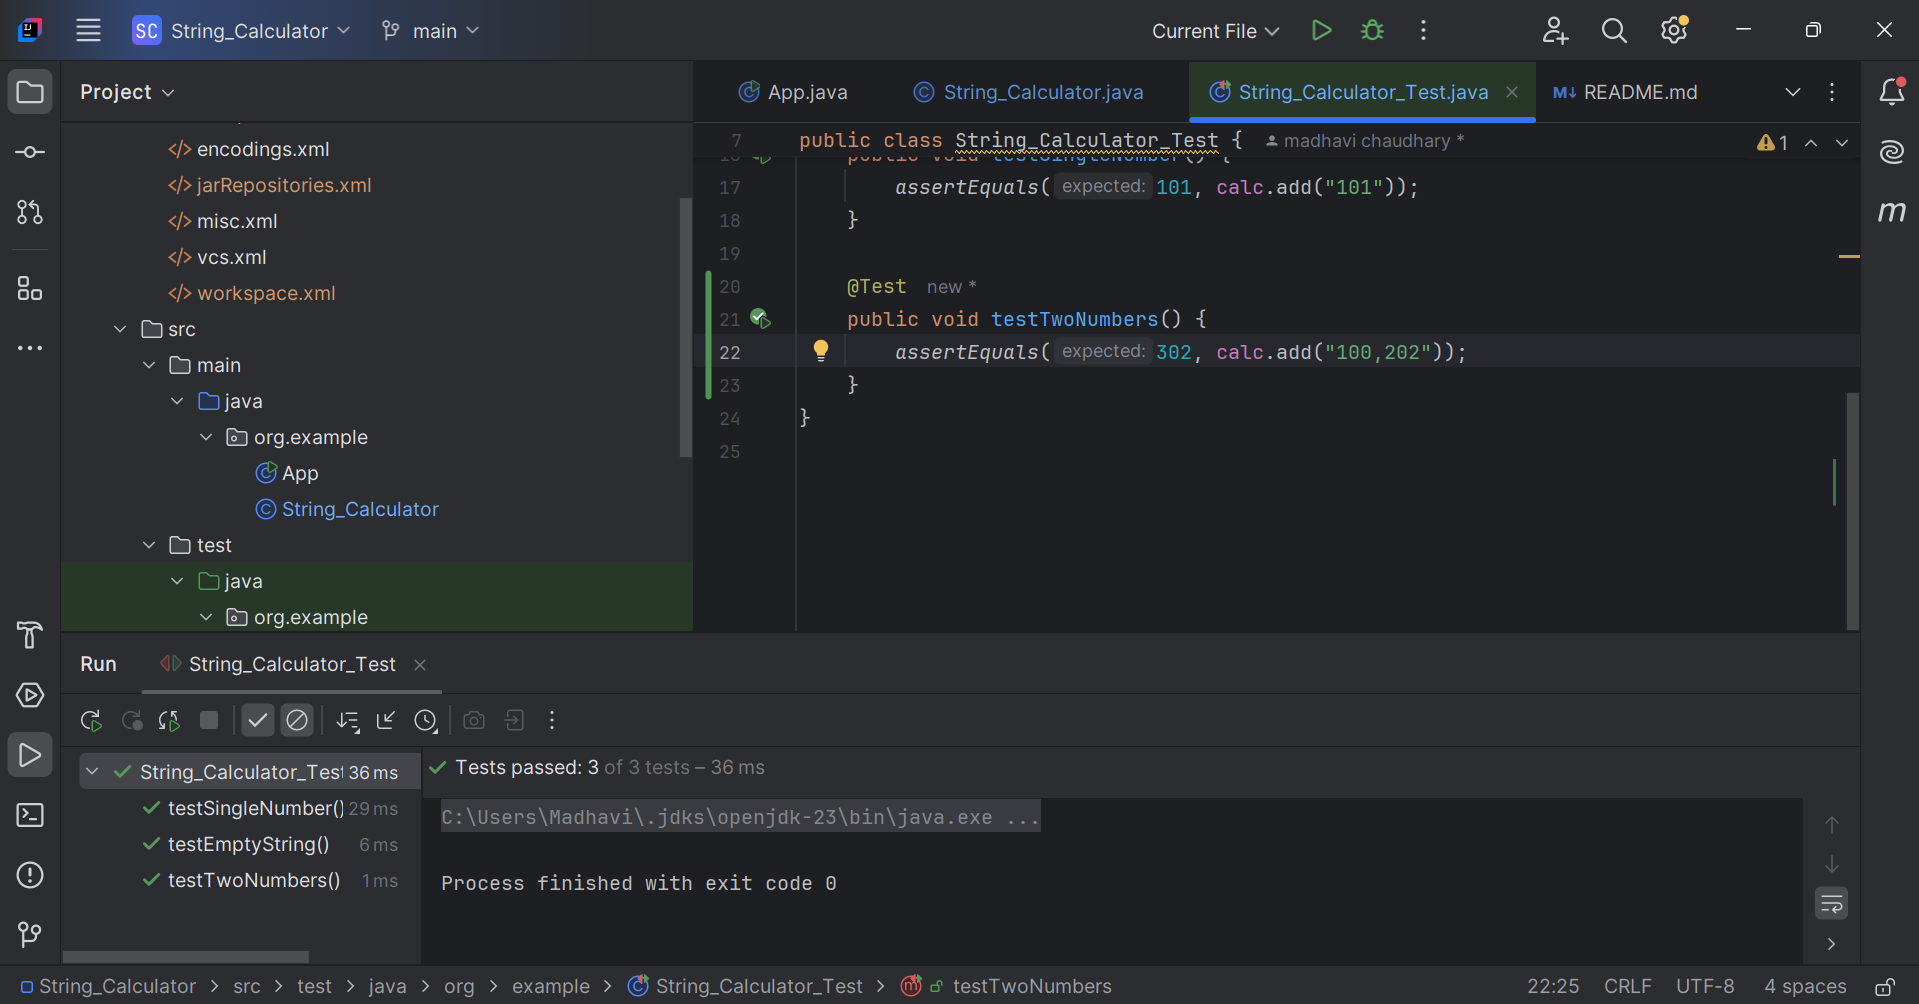 SC String_Calculator main Current File
Project
encodings.xml
jarRepositories.xml
misc.xml
vcs.xml
workspace.xml
src
main
java
org.example
App
String_Calculator
test
java
org.example
App.java String_Calculator.java String_Calculator_Test.java M↓ README.md
7 public class String_Calculator_Test { madhavi chaudhary *
1
16 public void testSingleNumber() {
17 assertEquals( expected: 101, calc.add("101"));
18 }
19
20 @Test new *
21 public void testTwoNumbers() {
22 assertEquals( expected: 302, calc.add("100,202"));
23 }
24 }
25
m
Run String_Calculator_Test
String_Calculator_Test 36 ms
testSingleNumber() 29 ms
testEmptyString() 6 ms
testTwoNumbers() 1 ms
Tests passed: 3 of 3 tests – 36 ms
C:\Users\Madhavi\.jdks\openjdk-23\bin\java.exe ...
Process finished with exit code 0
String_Calculator > src > test > java > org > example > String_Calculator_Test > testTwoNumbers 22:25 CRLF UTF-8 4 spaces